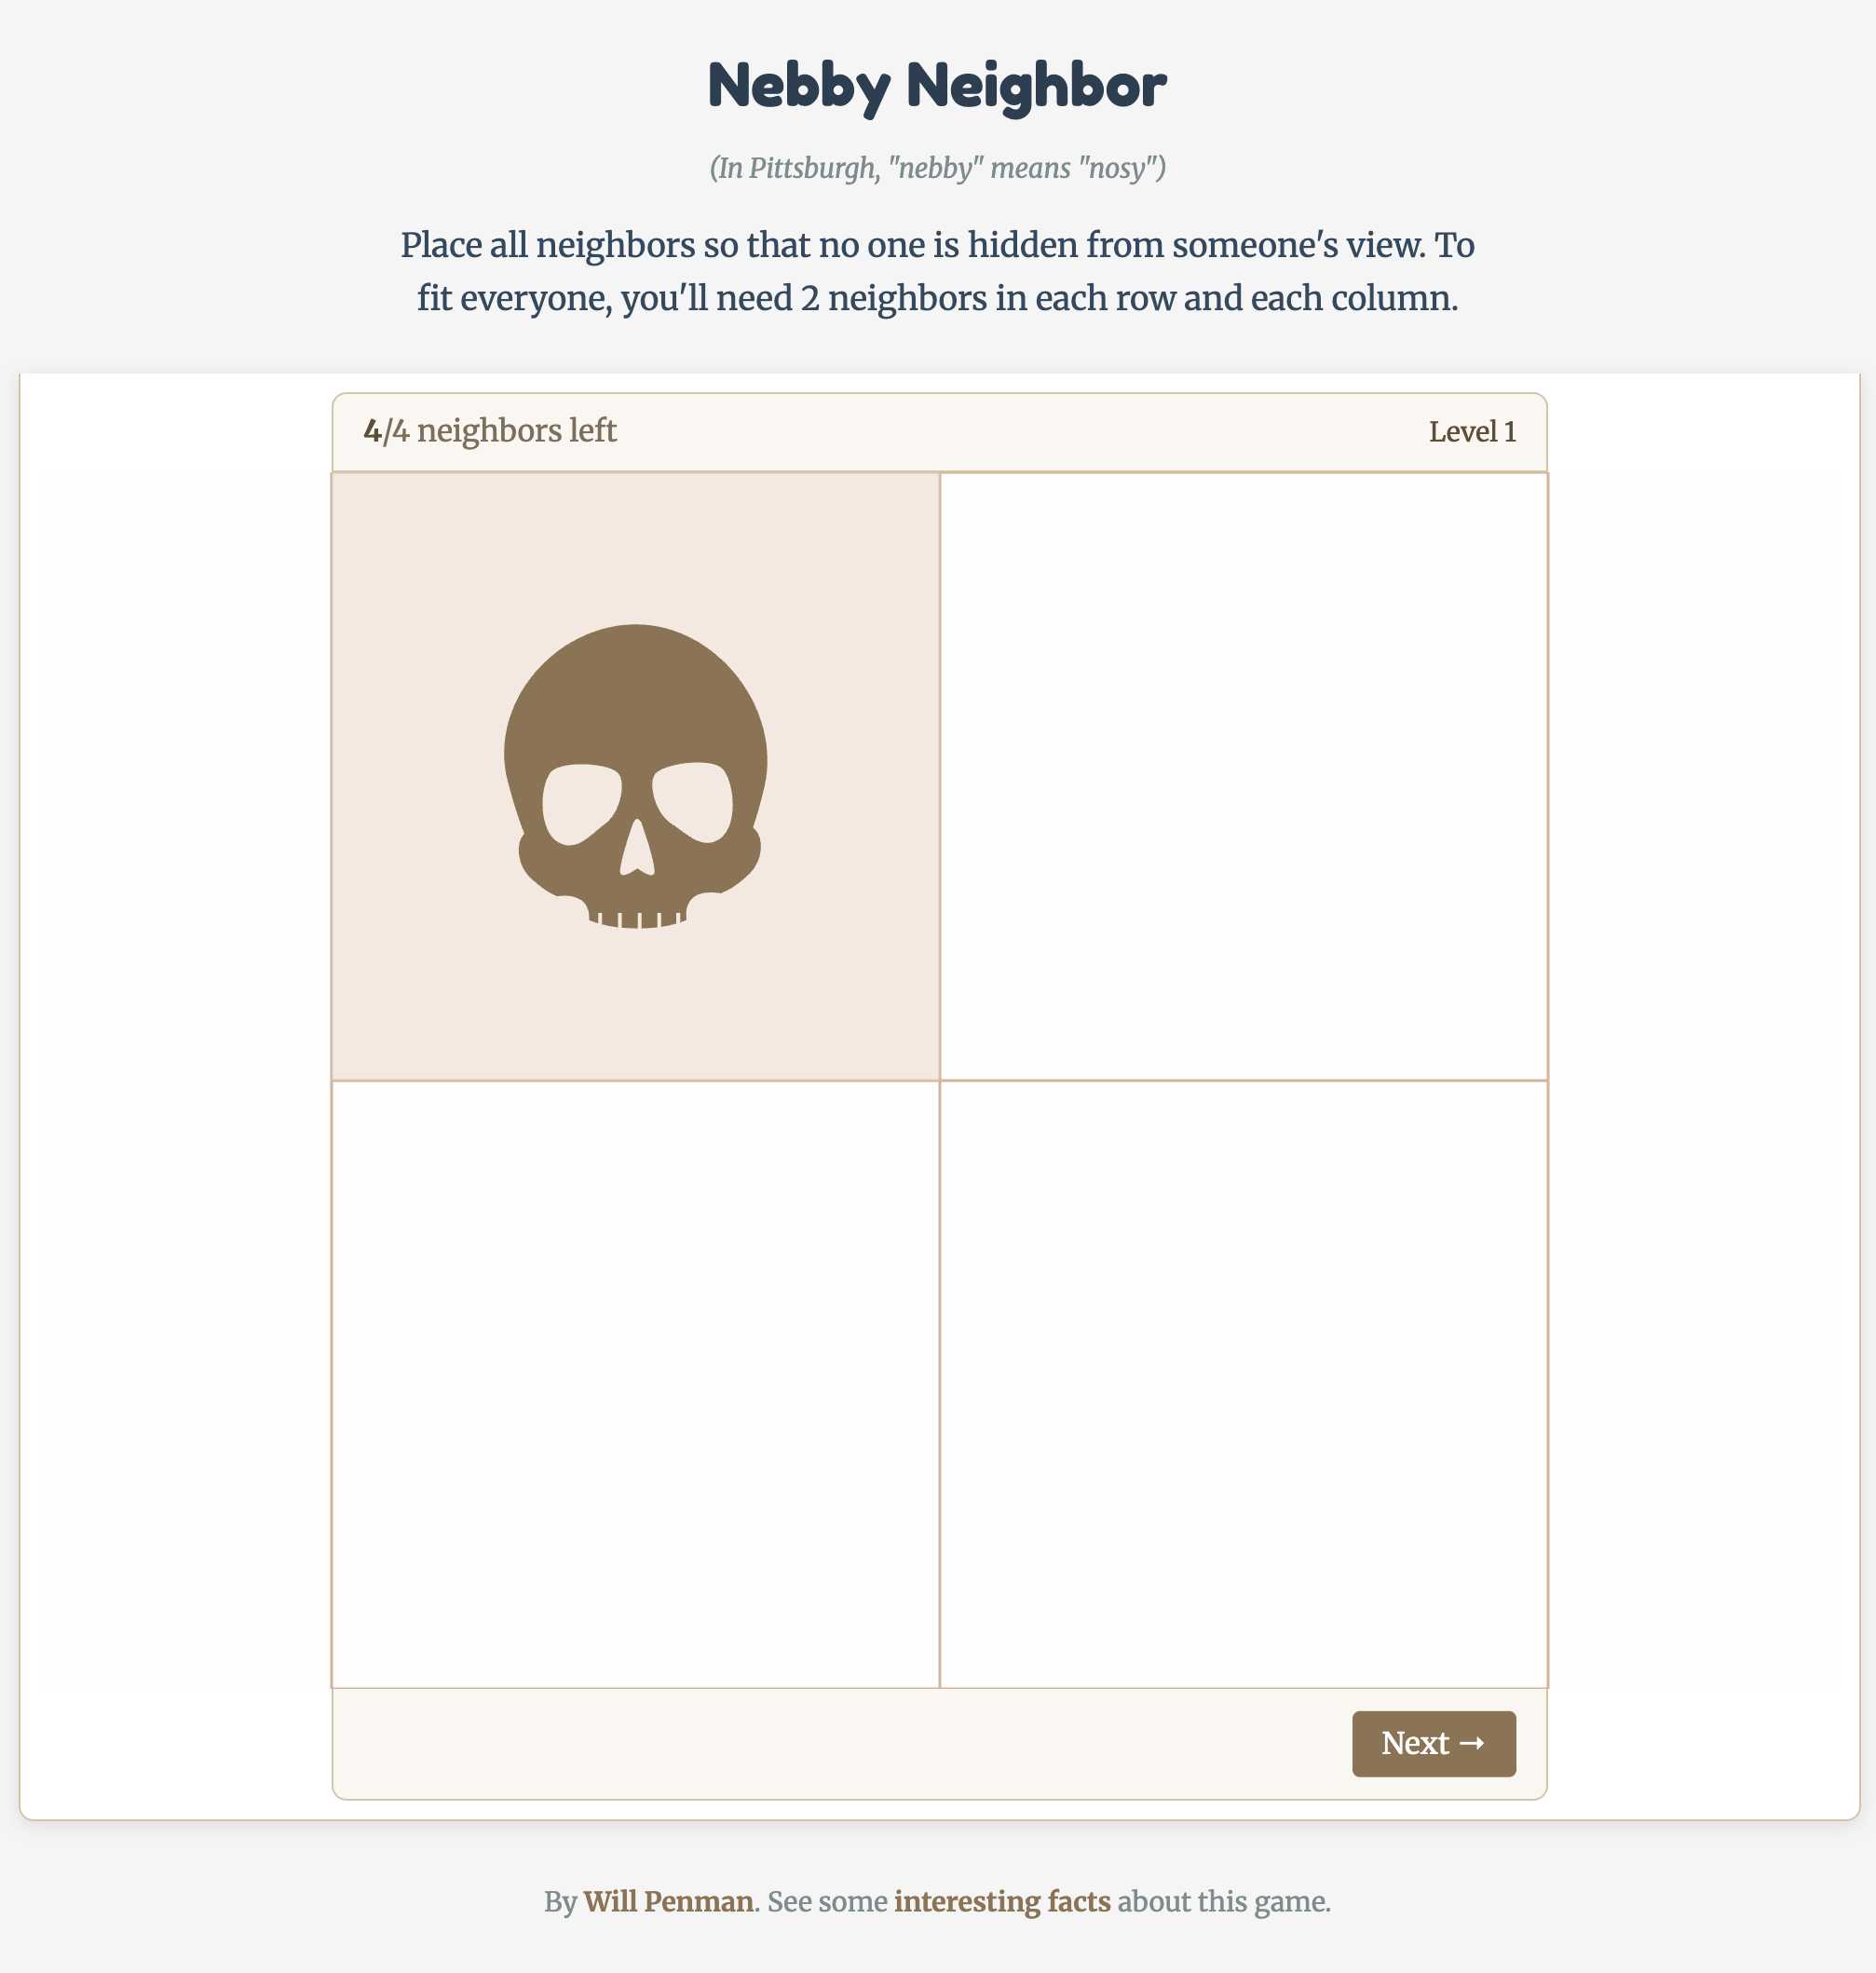 Nebby Neighbor
(In Pittsburgh, "nebby" means "nosy")
Place all neighbors so that no one is hidden from someone's view. To
fit everyone, you'll need 2 neighbors in each row and each column.
4/4 neighbors left
Level 1
Next →
By Will Penman. See some interesting facts about this game.